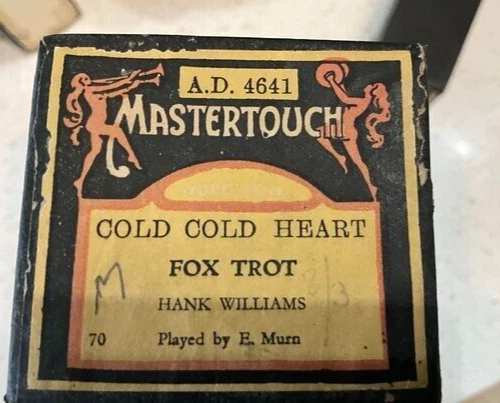 A.D. 4641
MASTERTOUCH
COLD COLD HEART
FOX TROT
M
HANK WILLIAMS
70 Played by E. Murn